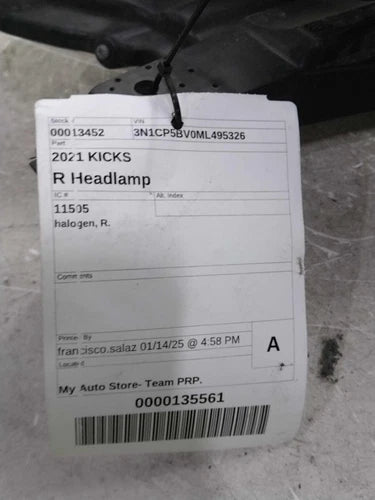 Stock # VIN
00013452 3N1CP5BV0ML495326
Part
2021 KICKS
R Headlamp
IC # Alt. Index
11505
halogen, R.
Comments
Printed By
francisco.salaz 01/14/25 @ 4:58 PM
Location
A
My Auto Store- Team PRP.
0000135561